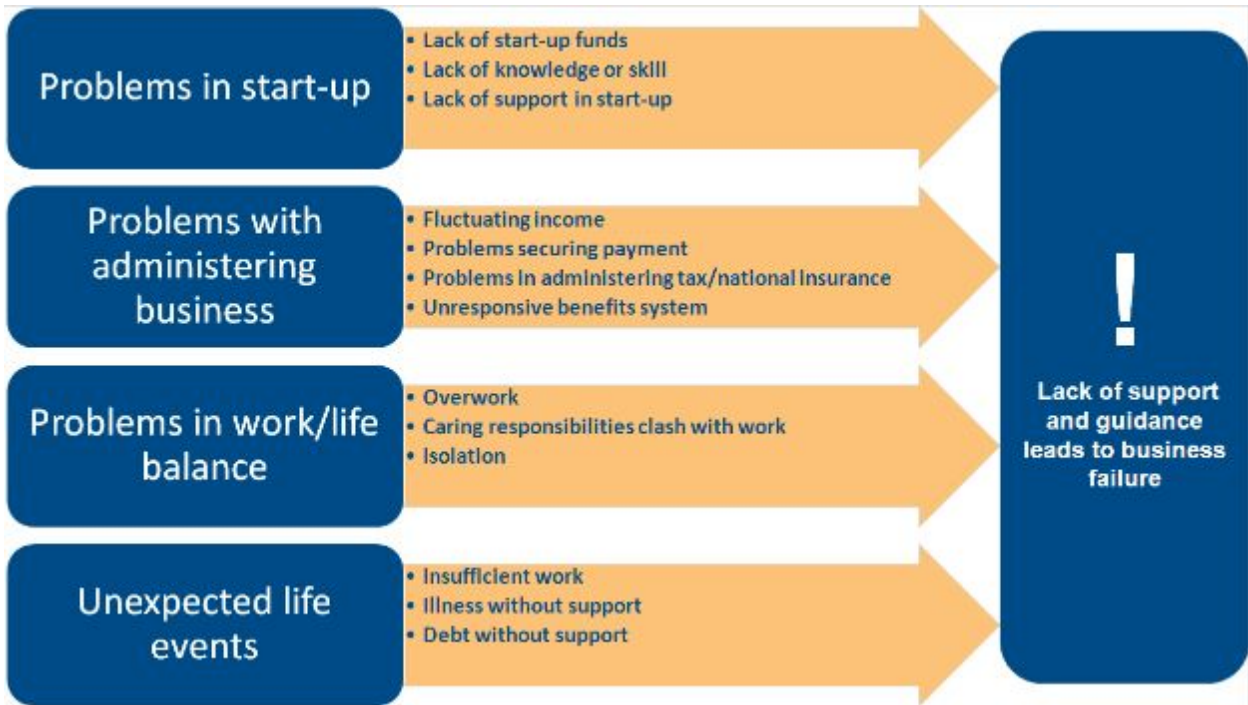 Problems in start-up
• Lack of start-up funds
• Lack of knowledge or skill
• Lack of support in start-up
Problems with
administering
business
• Fluctuating income
• Problems securing payment
• Problems in administering tax/national insurance
• Unresponsive benefits system
Problems in work/life
balance
• Overwork
• Caring responsibilities clash with work
• Isolation
Unexpected life
events
• Insufficient work
• Illness without support
• Debt without support
!
Lack of support
and guidance
leads to business
failure